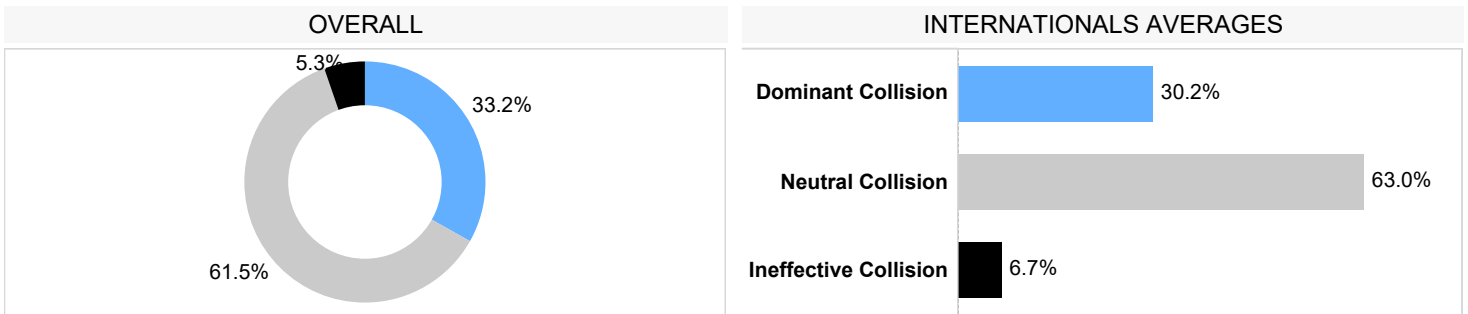 OVERALL
5.3%
33.2%
61.5%
INTERNATIONALS AVERAGES
Dominant Collision 30.2%
Neutral Collision 63.0%
Ineffective Collision 6.7%